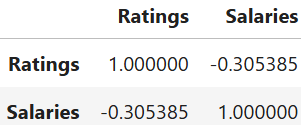 Ratings Salaries
Ratings 1.000000 -0.305385
Salaries -0.305385 1.000000